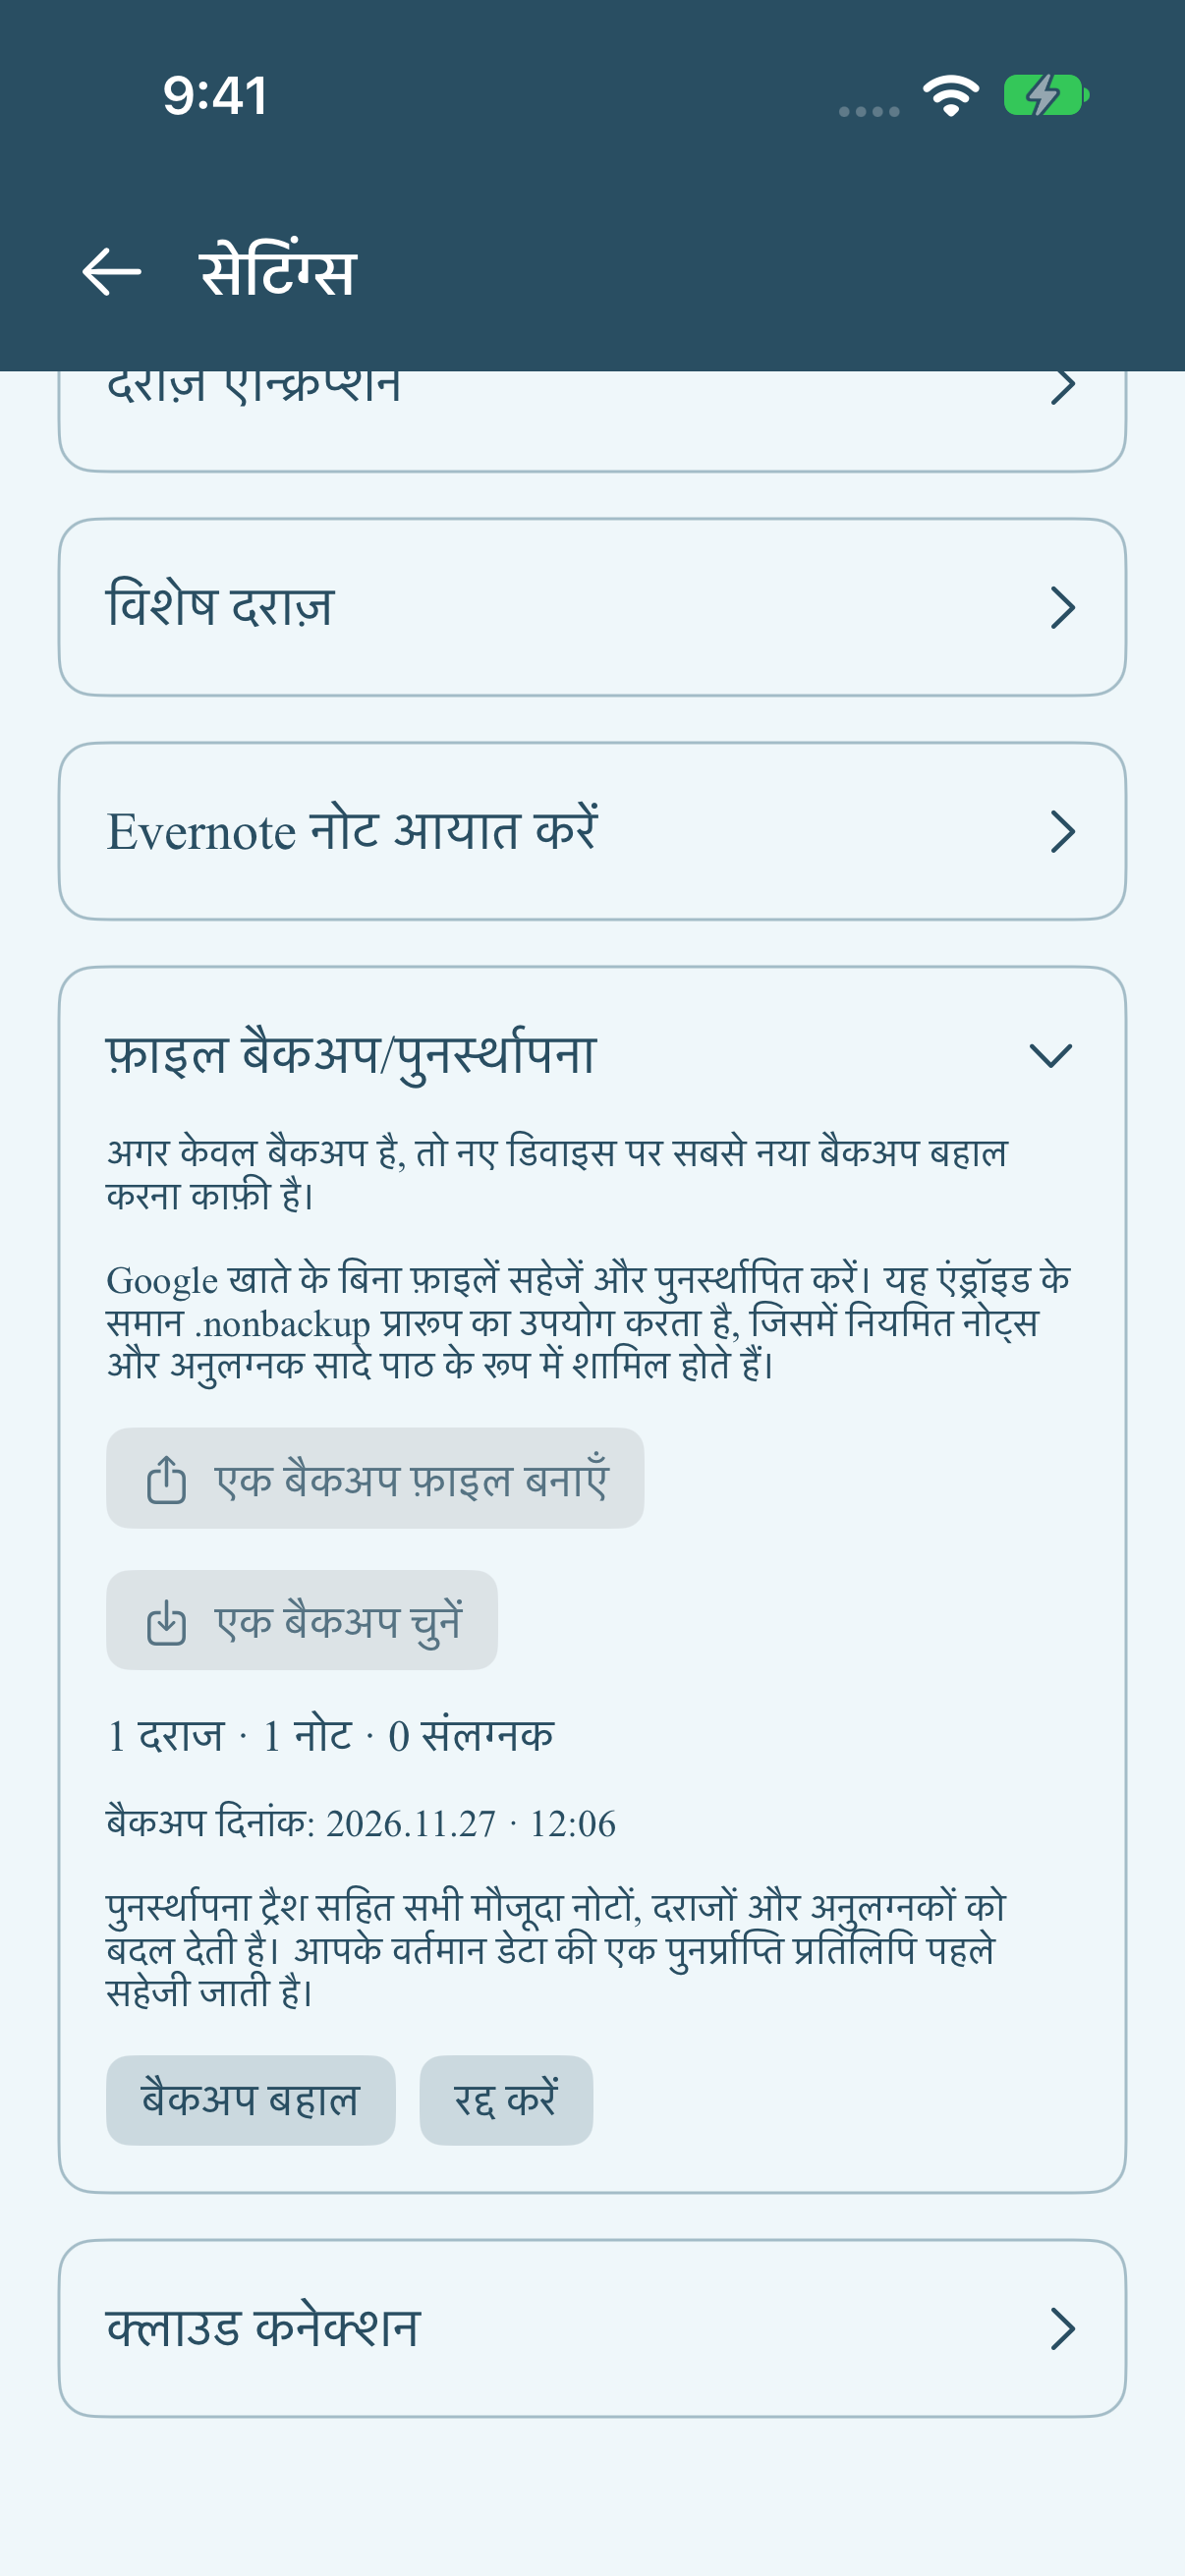 9:41
सेटिंग्स
दराज़ एन्क्रिप्शन
विशेष दराज़
Evernote नोट आयात करें
फ़ाइल बैकअप/पुनर्स्थापना
अगर केवल बैकअप है, तो नए डिवाइस पर सबसे नया बैकअप बहाल
करना काफ़ी है।
Google खाते के बिना फ़ाइलें सहेजें और पुनर्स्थापित करें। यह एंड्रॉइड के
समान .nonbackup प्रारूप का उपयोग करता है, जिसमें नियमित नोट्स
और अनुलग्नक सादे पाठ के रूप में शामिल होते हैं।
एक बैकअप फ़ाइल बनाएँ
एक बैकअप चुनें
1 दराज · 1 नोट · 0 संलग्नक
बैकअप दिनांक: 2026.11.27 · 12:06
पुनर्स्थापना ट्रैश सहित सभी मौजूदा नोटों, दराजों और अनुलग्नकों को
बदल देती है। आपके वर्तमान डेटा की एक पुनर्प्राप्ति प्रतिलिपि पहले
सहेजी जाती है।
बैकअप बहाल
रद्द करें
क्लाउड कनेक्शन